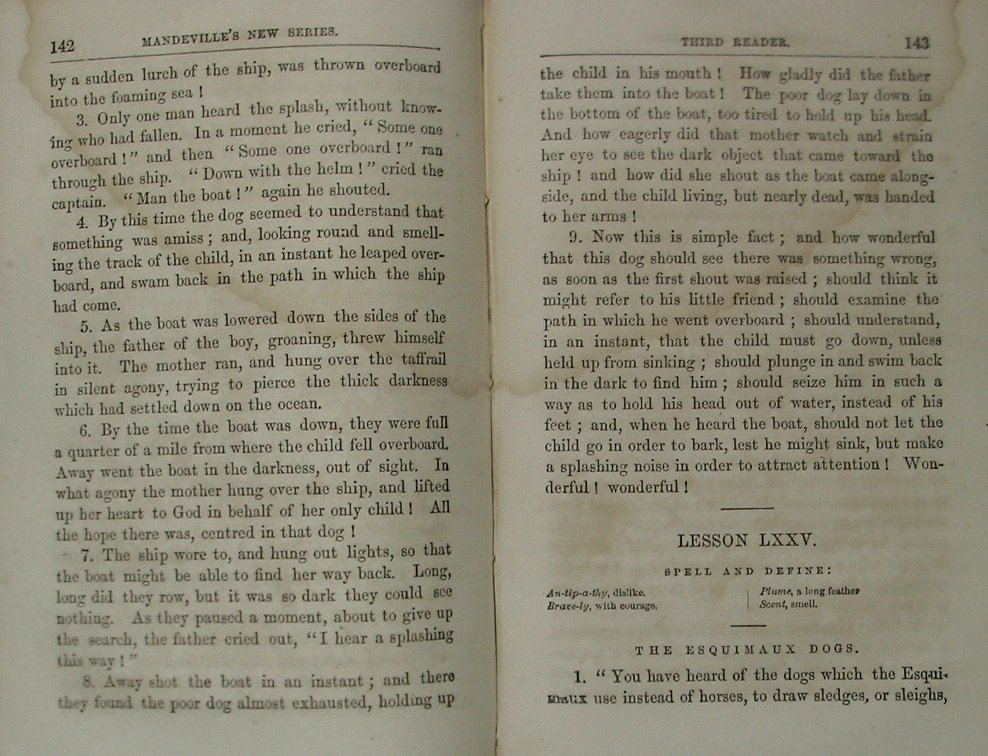 142
MANDEVILLE'S NEW SERIES.
by a sudden lurch of the ship, was thrown overboard
into the foaming sea !
3. Only one man heard the splash, without know-
ing who had fallen. In a moment he cried, " Some one
overboard ! " and then " Some one overboard ! " ran
through the ship. " Down with the helm ! " cried the
captain. " Man the boat ! " again he shouted.
4. By this time the dog seemed to understand that
something was amiss ; and, looking round and smell-
ing the track of the child, in an instant he leaped over-
board, and swam back in the path in which the ship
had come.
5. As the boat was lowered down the sides of the
ship, the father of the boy, groaning, threw himself
into it. The mother ran, and hung over the taffrail
in silent agony, trying to pierce the thick darkness
which had settled down on the ocean.
6. By the time the boat was down, they were full
a quarter of a mile from where the child fell overboard.
Away went the boat in the darkness, out of sight. In
what agony the mother hung over the ship, and lifted
up her heart to God in behalf of her only child ! All
the hope there was, centred in that dog !
7. The ship wore to, and hung out lights, so that
the boat might be able to find her way back. Long,
long did they row, but it was so dark they could see
nothing. As they paused a moment, about to give up
the search, the father cried out, " I hear a splashing
this way ! "
8. Away shot the boat in an instant ; and there
they found the poor dog almost exhausted, holding up
THIRD READER.
143
the child in his mouth ! How gladly did the father
take them into the boat ! The poor dog lay down in
the bottom of the boat, too tired to hold up his head.
And how eagerly did that mother watch and strain
her eye to see the dark object that came toward the
ship ! and how did she shout as the boat came along-
side, and the child living, but nearly dead, was handed
to her arms !
9. Now this is simple fact ; and how wonderful
that this dog should see there was something wrong,
as soon as the first shout was raised ; should think it
might refer to his little friend ; should examine the
path in which he went overboard ; should understand,
in an instant, that the child must go down, unless
held up from sinking ; should plunge in and swim back
in the dark to find him ; should seize him in such a
way as to hold his head out of water, instead of his
feet ; and, when he heard the boat, should not let the
child go in order to bark, lest he might sink, but make
a splashing noise in order to attract attention ! Won-
derful ! wonderful !
LESSON LXXV.
SPELL AND DEFINE:
An-tip-a-thy, dislike.
Brave-ly, with courage.
Plume, a long feather
Scent, smell.
THE ESQUIMAUX DOGS.
1. " You have heard of the dogs which the Esqui-
maux use instead of horses, to draw sledges, or sleighs,